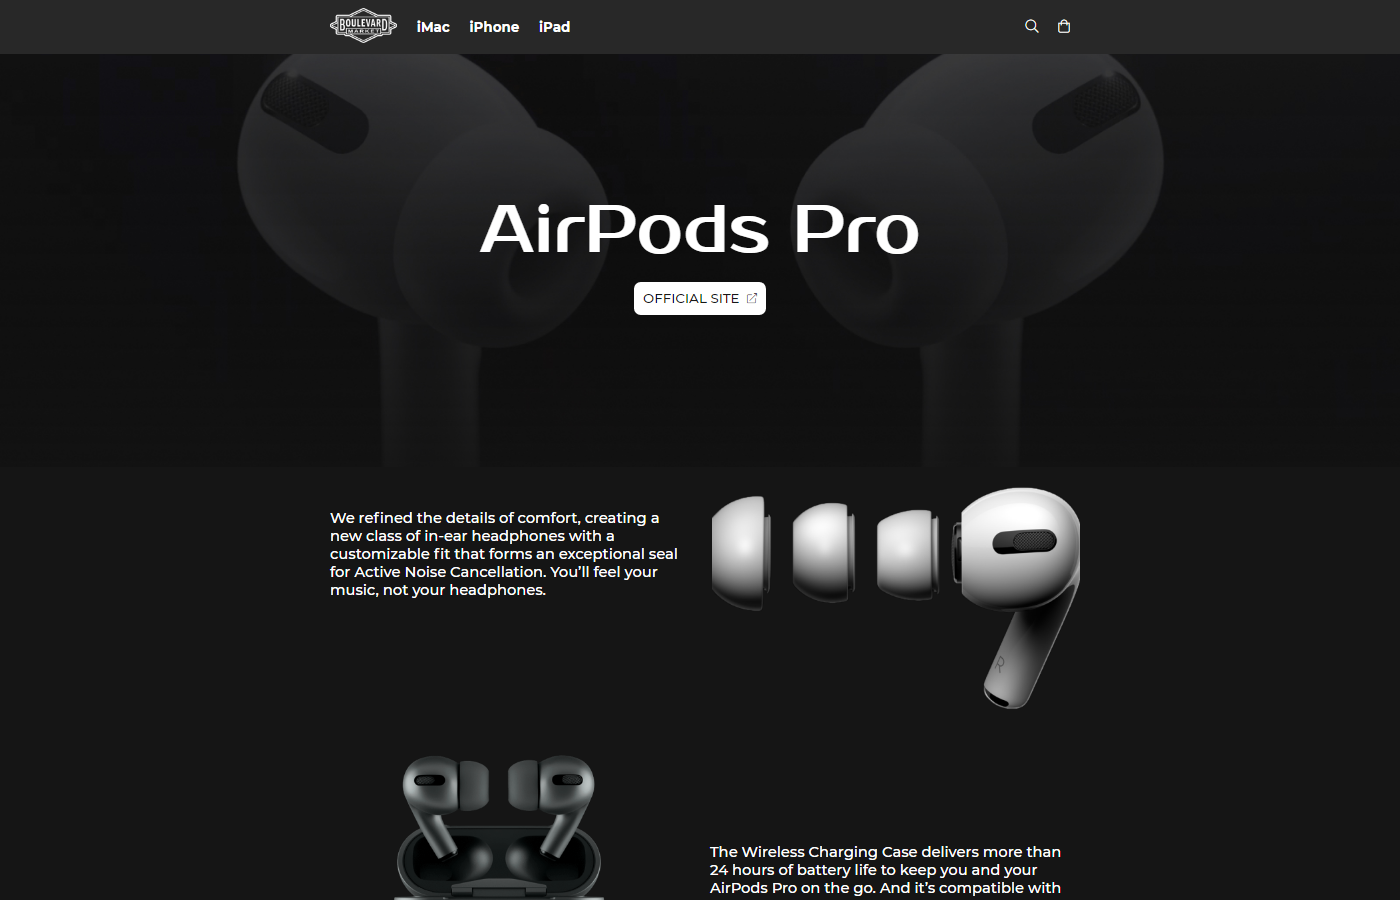 BOULEVARD
MARKET
iMac iPhone iPad
AirPods Pro
OFFICIAL SITE
We refined the details of comfort, creating a
new class of in-ear headphones with a
customizable fit that forms an exceptional seal
for Active Noise Cancellation. You’ll feel your
music, not your headphones.
R
The Wireless Charging Case delivers more than
24 hours of battery life to keep you and your
AirPods Pro on the go. And it’s compatible with